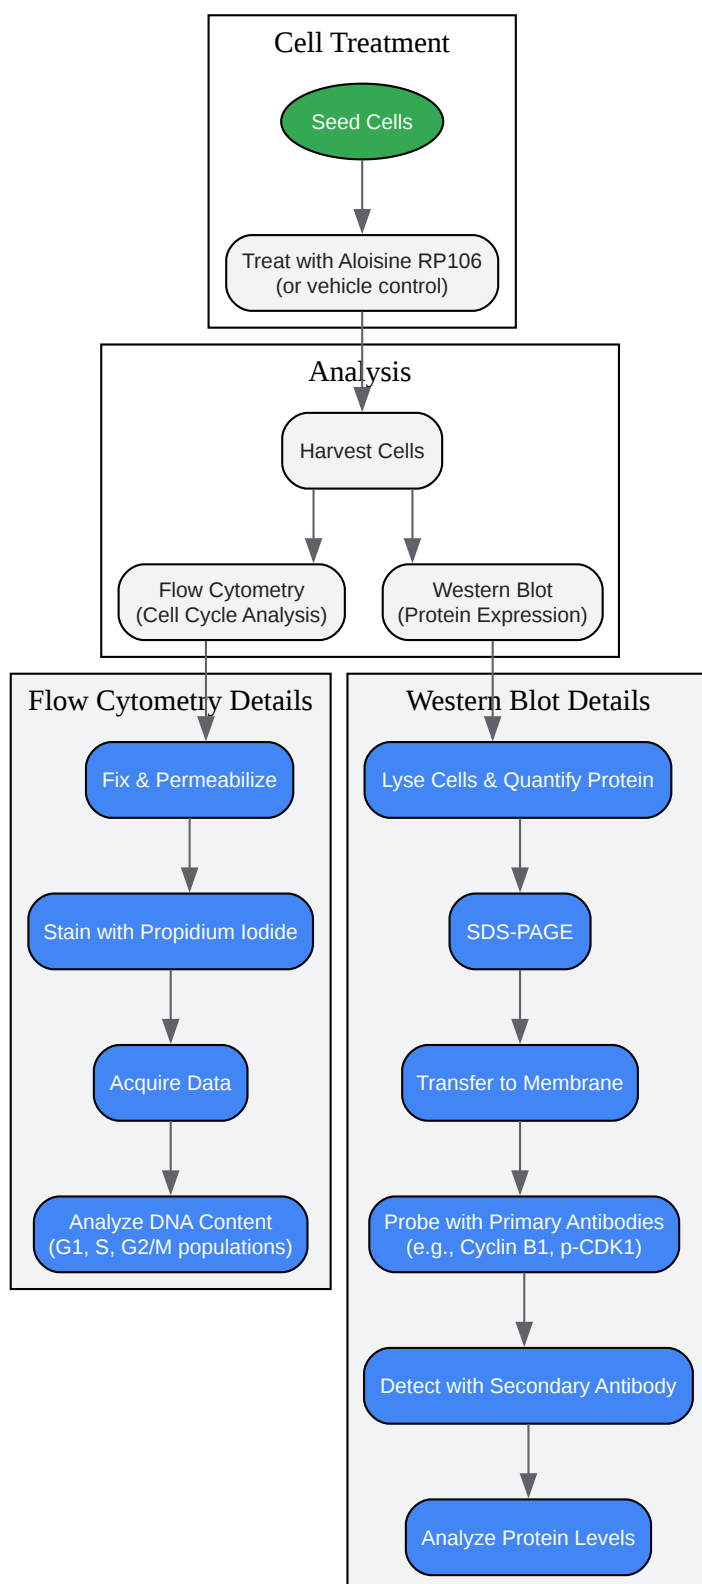 Cell Treatment
Seed Cells
Treat with Aloisine RP106
(or vehicle control)
Analysis
Harvest Cells
Flow Cytometry
(Cell Cycle Analysis)
Western Blot
(Protein Expression)
Flow Cytometry Details
Fix & Permeabilize
Stain with Propidium Iodide
Acquire Data
Analyze DNA Content
(G1, S, G2/M populations)
Western Blot Details
Lyse Cells & Quantify Protein
SDS-PAGE
Transfer to Membrane
Probe with Primary Antibodies
(e.g., Cyclin B1, p-CDK1)
Detect with Secondary Antibody
Analyze Protein Levels